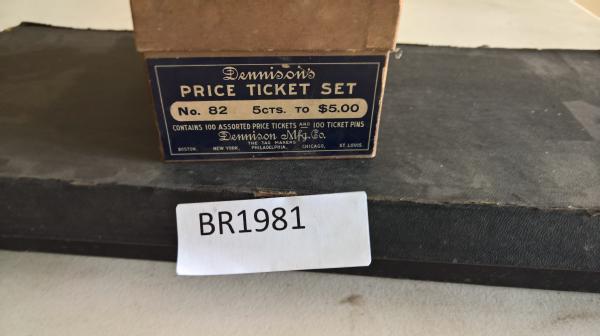 Dennison's
PRICE TICKET SET
No. 82 5CTS. TO $5.00
CONTAINS 100 ASSORTED PRICE TICKETS AND 100 TICKET PINS
Dennison Mfg. Co.
THE TAG MAKERS
BOSTON, NEW YORK, PHILADELPHIA, CHICAGO, ST. LOUIS
BR1981